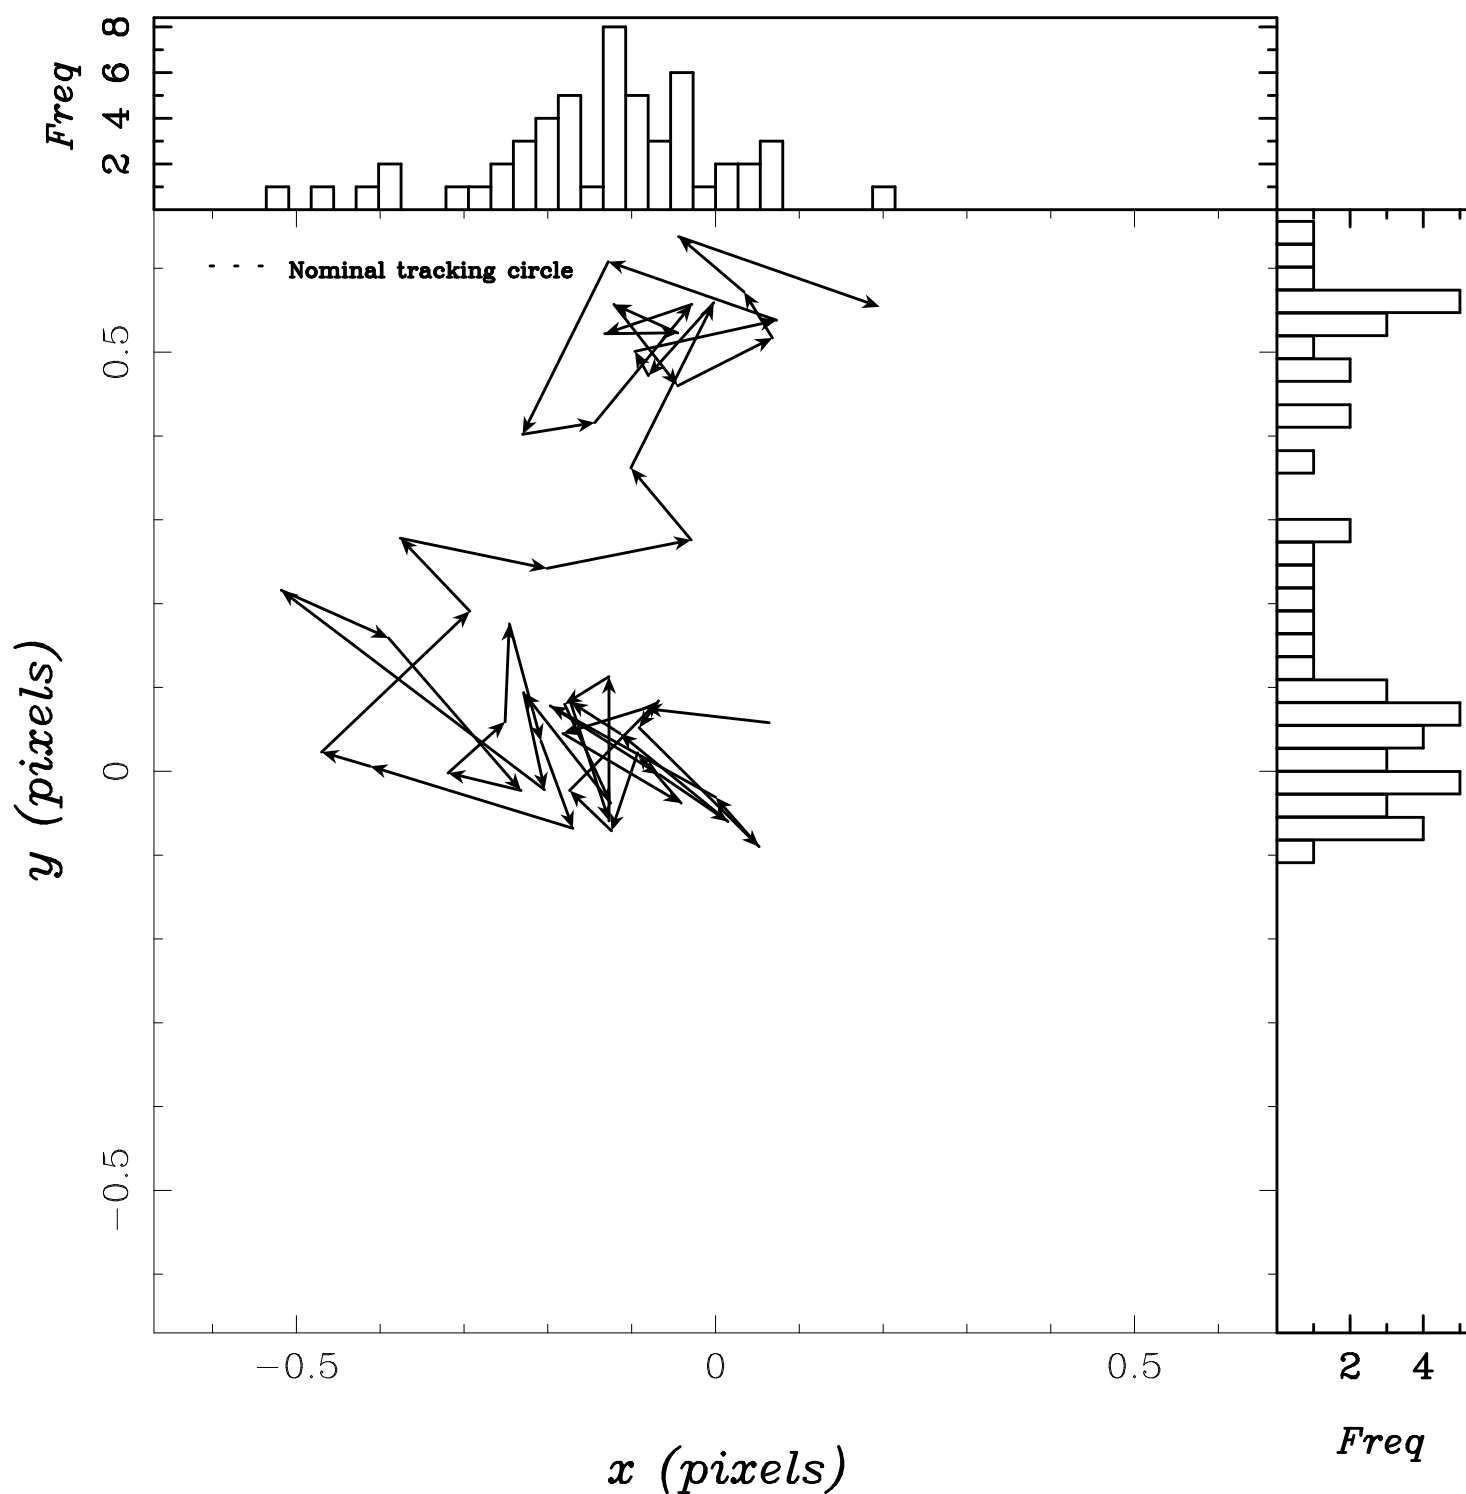 Freq
8
6
4
2
- - - Nominal tracking circle
y (pixels)
0.5
0
−0.5
−0.5 0 0.5
x (pixels)
2 4
Freq